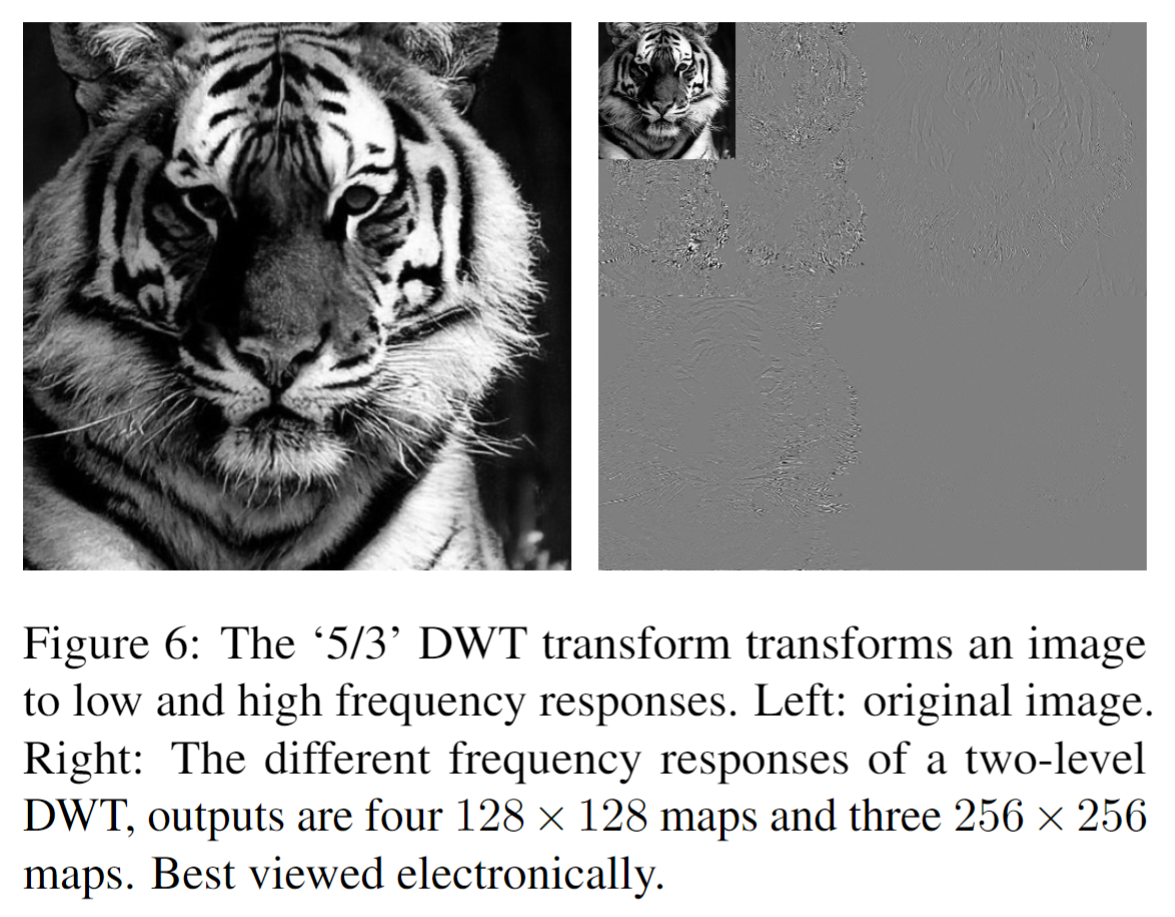 Figure 6: The ‘5/3’ DWT transform transforms an image
to low and high frequency responses. Left: original image.
Right: The different frequency responses of a two-level
DWT, outputs are four 128 × 128 maps and three 256 × 256
maps. Best viewed electronically.